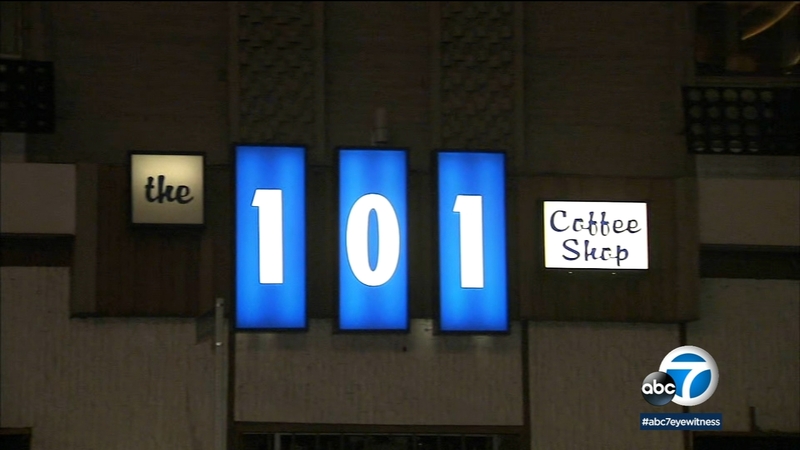 the
101
Coffee
Shop
abc 7
#abc7eyewitness